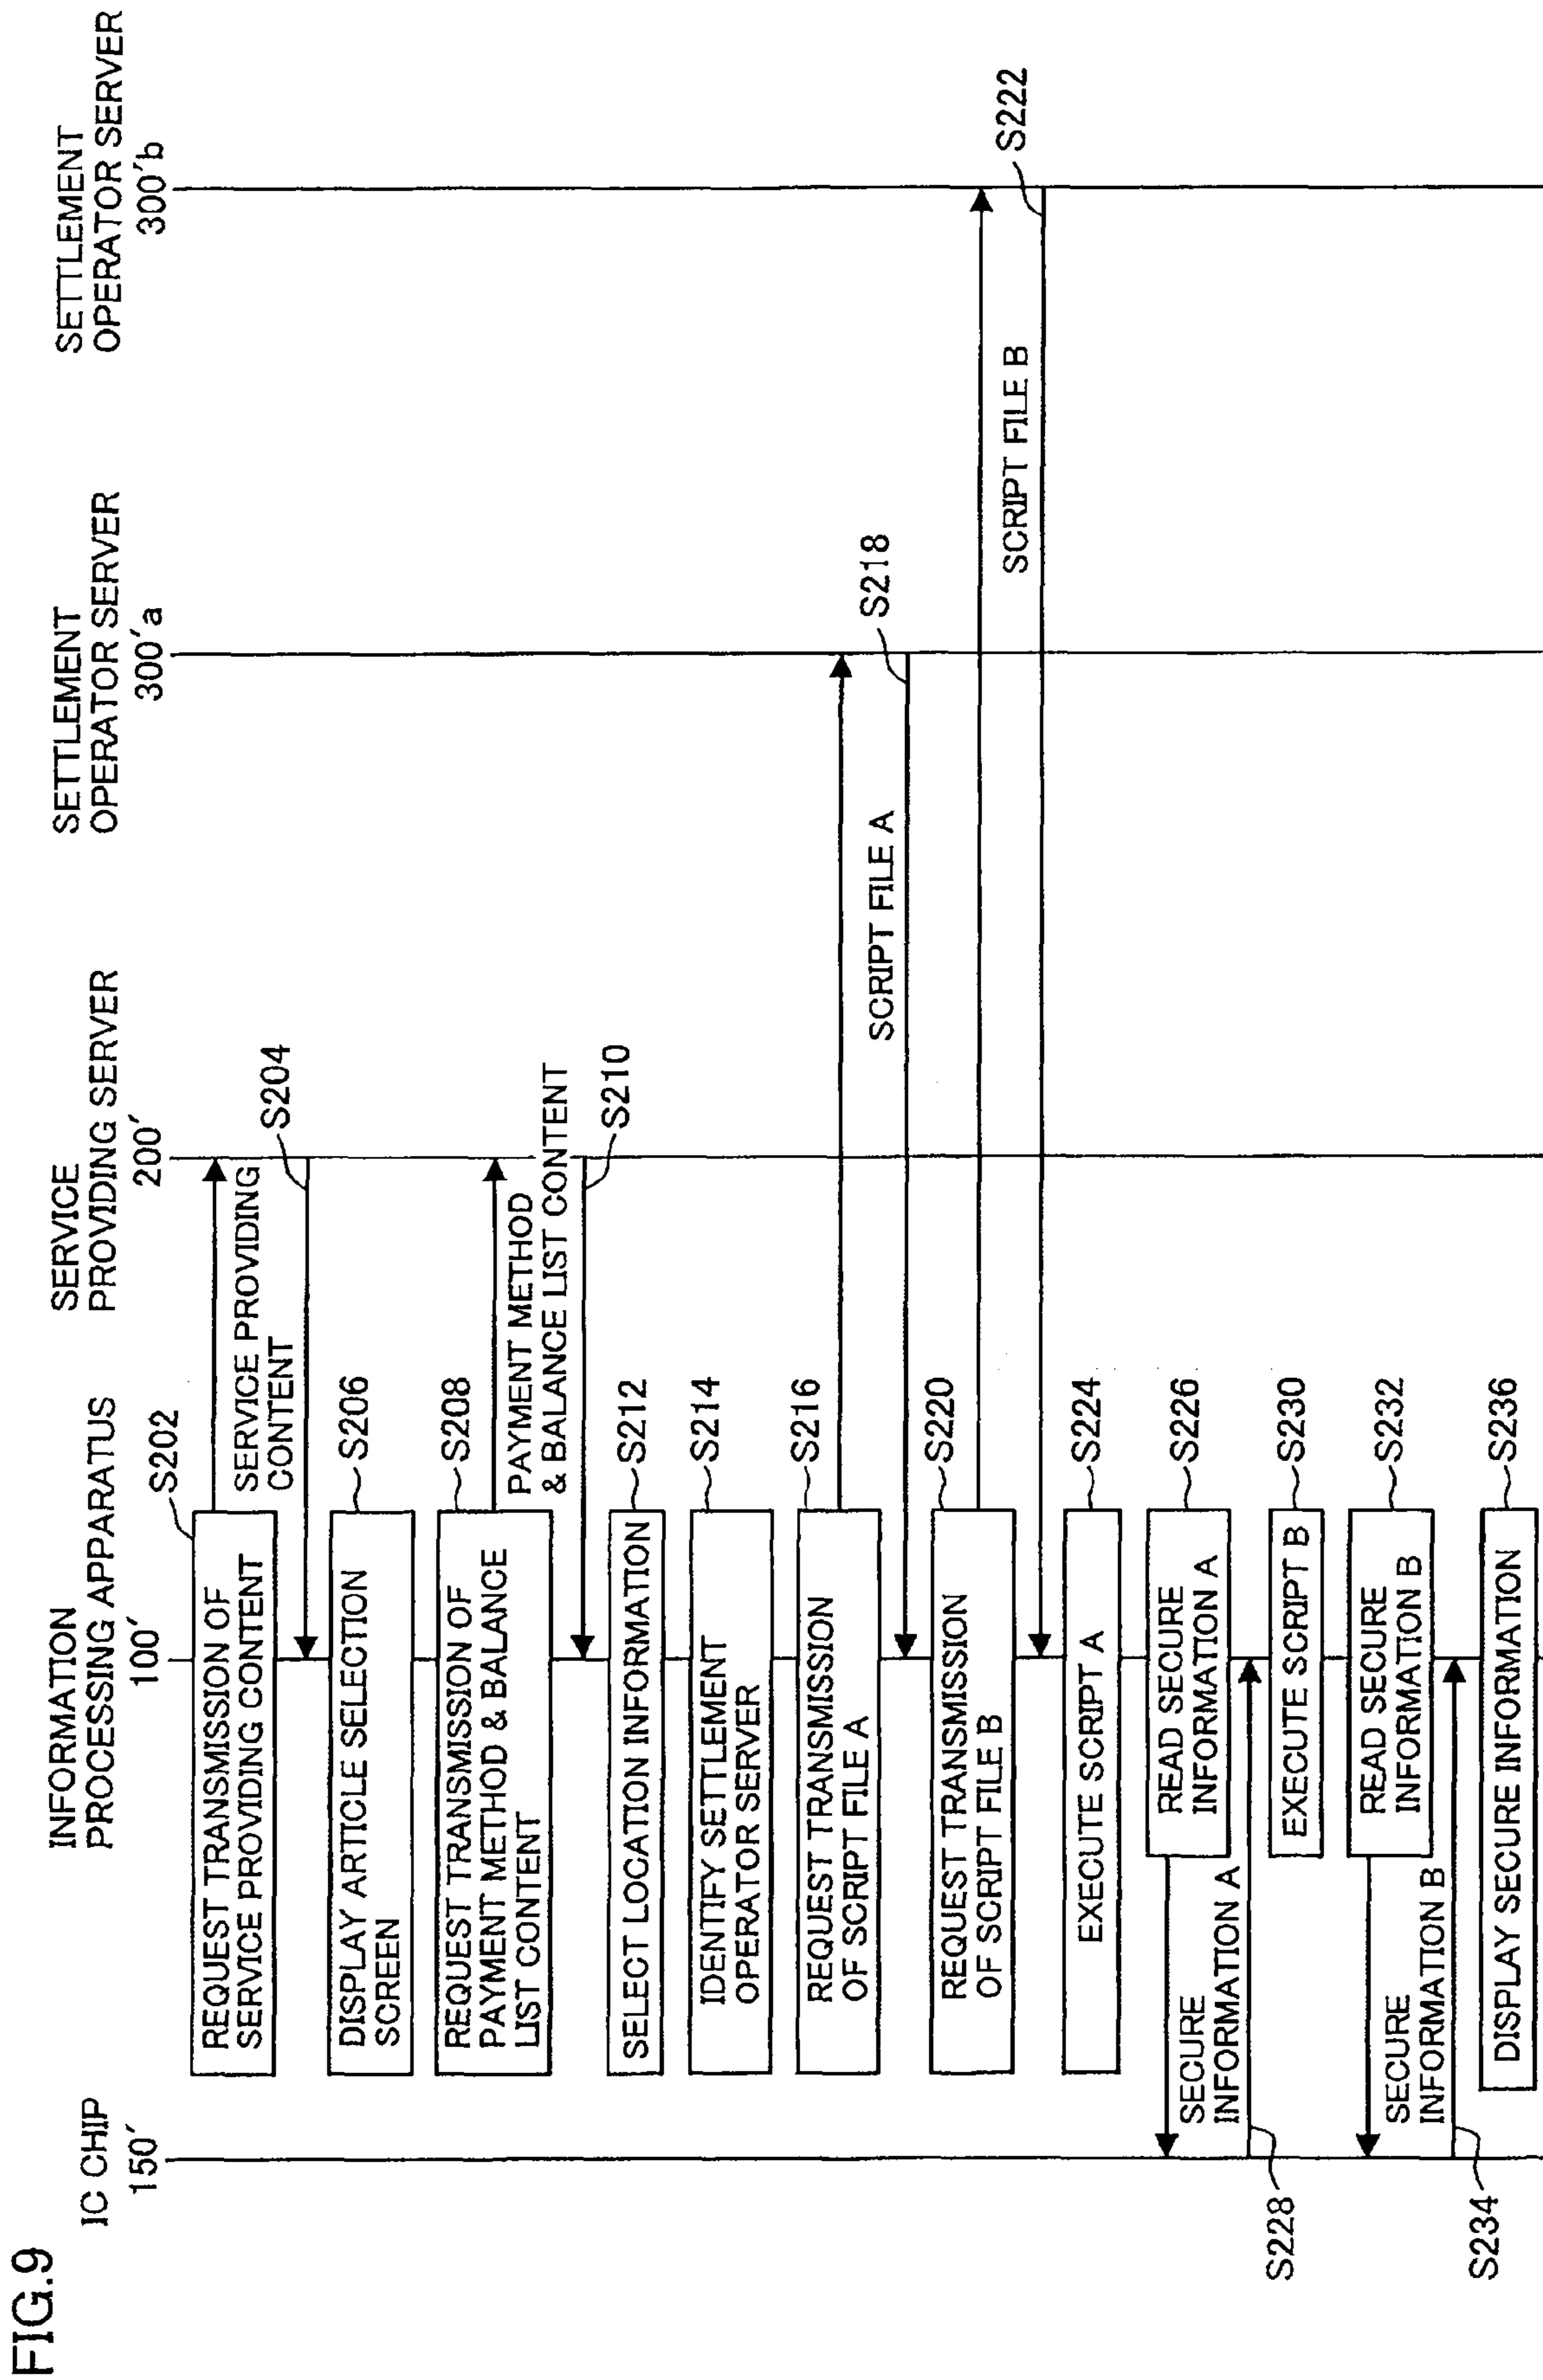 FIG.9
IC CHIP
150′
INFORMATION
PROCESSING APPARATUS
100′
SERVICE
PROVIDING SERVER
200′
SETTLEMENT
OPERATOR SERVER
300′a
SETTLEMENT
OPERATOR SERVER
300′b
REQUEST TRANSMISSION OF
SERVICE PROVIDING CONTENT
S202
SERVICE PROVIDING
CONTENT
S204
DISPLAY ARTICLE SELECTION
SCREEN
S206
REQUEST TRANSMISSION OF
PAYMENT METHOD & BALANCE
LIST CONTENT
S208
PAYMENT METHOD
& BALANCE LIST CONTENT
S210
SELECT LOCATION INFORMATION
S212
IDENTIFY SETTLEMENT
OPERATOR SERVER
S214
REQUEST TRANSMISSION
OF SCRIPT FILE A
S216
SCRIPT FILE A
S218
REQUEST TRANSMISSION
OF SCRIPT FILE B
S220
SCRIPT FILE B
S222
EXECUTE SCRIPT A
S224
READ SECURE
INFORMATION A
S226
SECURE
INFORMATION A
S228
EXECUTE SCRIPT B
S230
READ SECURE
INFORMATION B
S232
SECURE
INFORMATION B
S234
DISPLAY SECURE INFORMATION
S236